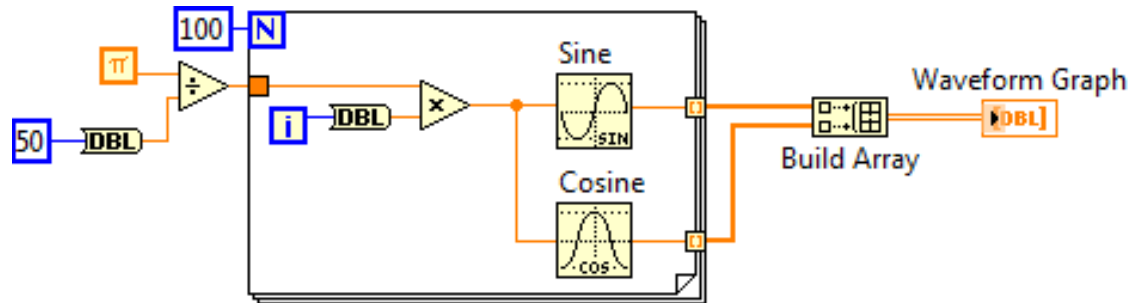 100
N
π
÷
50
DBL
i
DBL
×
Sine
SIN
Cosine
COS
Build Array
Waveform Graph
DBL]